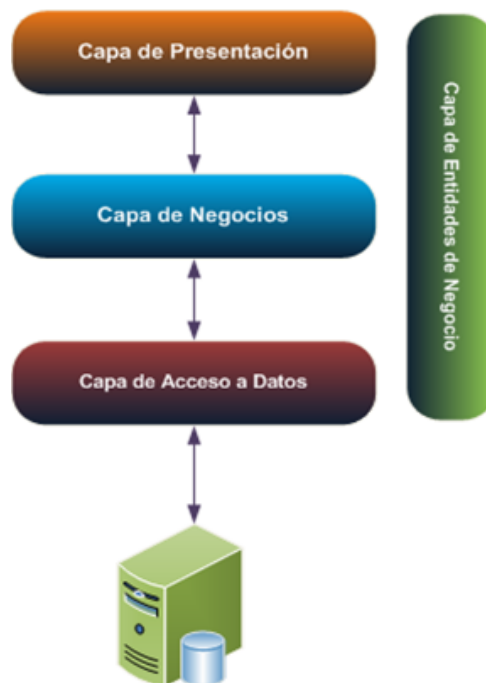 Capa de Presentación
Capa de Negocios
Capa de Acceso a Datos
Capa de Entidades de Negocio